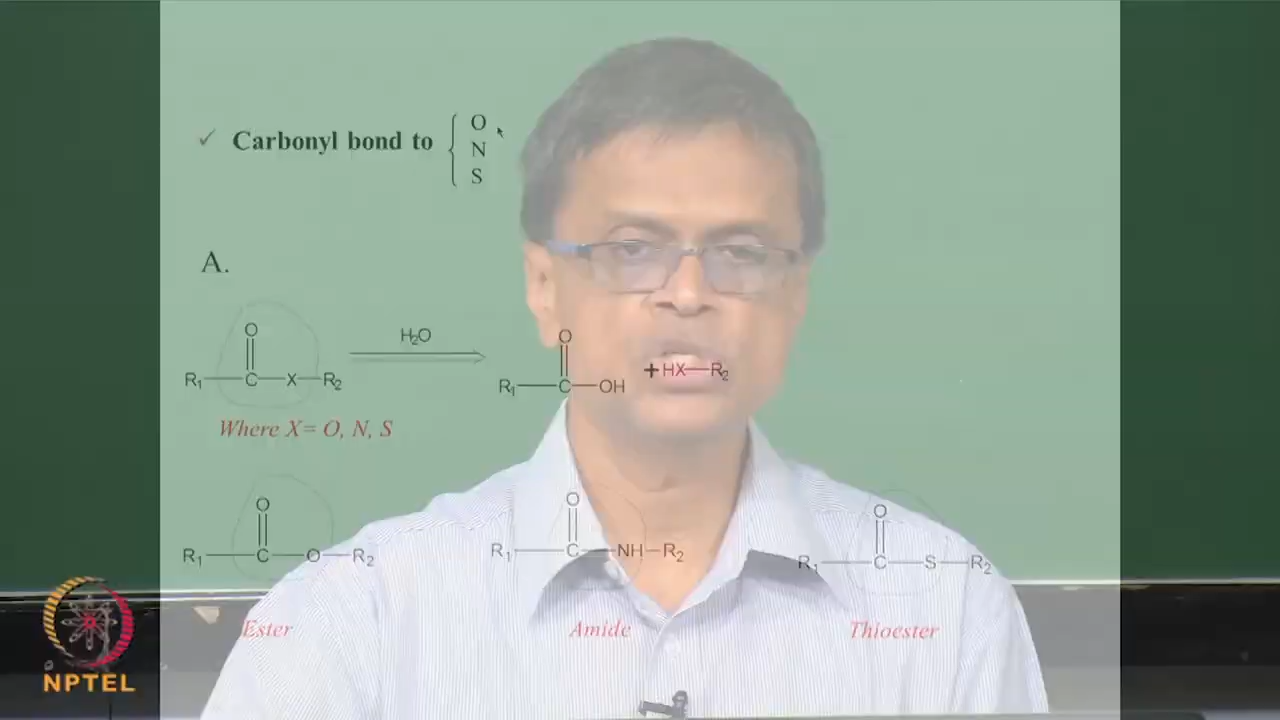 ✓ Carbonyl bond to { O
N
S
A.
O
R₁ C X R₂
H₂O
O
R₁ C OH + HX R₂
Where X= O, N, S
O
R₁ C O R₂
Ester
O
R₁ C NH R₂
Amide
O
R₁ C S R₂
Thioester
NPTEL